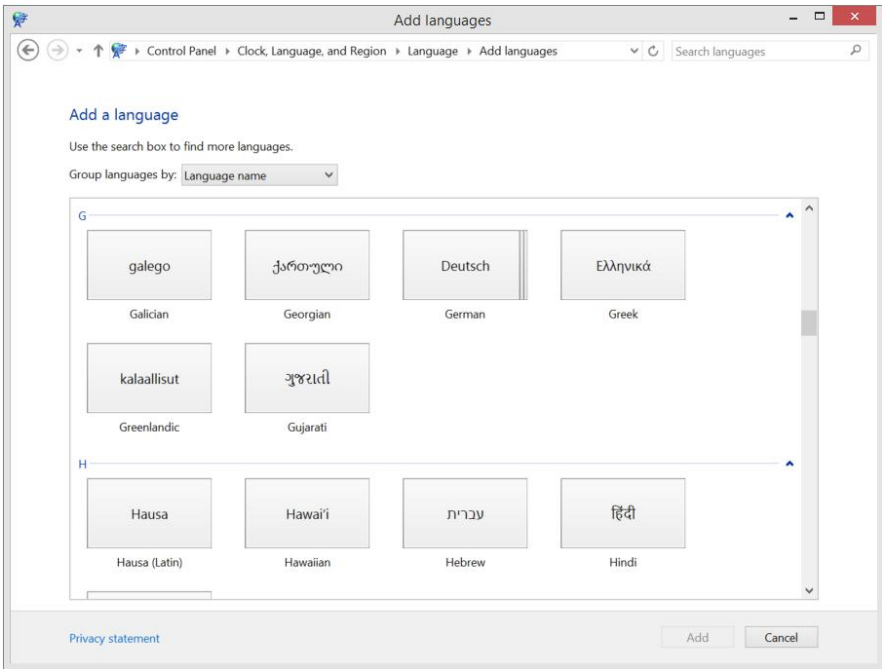 Add languages
Control Panel Clock, Language, and Region Language Add languages Search languages
Add a language
Use the search box to find more languages.
Group languages by: Language name
G
galego ქართული Deutsch Ελληνικά
Galician Georgian German Greek
kalaallisut ગુજરાતી
Greenlandic Gujarati
H
Hausa Hawai'i עברית हिंदी
Hausa (Latin) Hawaiian Hebrew Hindi
Privacy statement Add Cancel